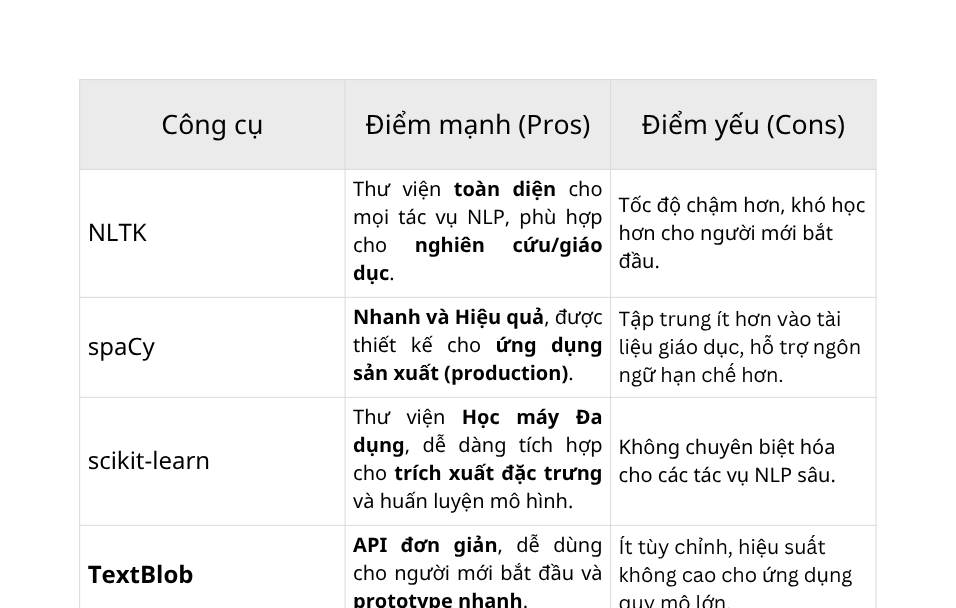 Công cụ
Điểm mạnh (Pros)
Điểm yếu (Cons)
NLTK
Thư viện toàn diện cho
mọi tác vụ NLP, phù hợp
cho nghiên cứu/giáo
dục.
Tốc độ chậm hơn, khó học
hơn cho người mới bắt
đầu.
spaCy
Nhanh và Hiệu quả, được
thiết kế cho ứng dụng
sản xuất (production).
Tập trung ít hơn vào tài
liệu giáo dục, hỗ trợ ngôn
ngữ hạn chế hơn.
scikit-learn
Thư viện Học máy Đa
dụng, dễ dàng tích hợp
cho trích xuất đặc trưng
và huấn luyện mô hình.
Không chuyên biệt hóa
cho các tác vụ NLP sâu.
TextBlob
API đơn giản, dễ dùng
cho người mới bắt đầu và
prototype nhanh.
Ít tùy chỉnh, hiệu suất
không cao cho ứng dụng
quy mô lớn.